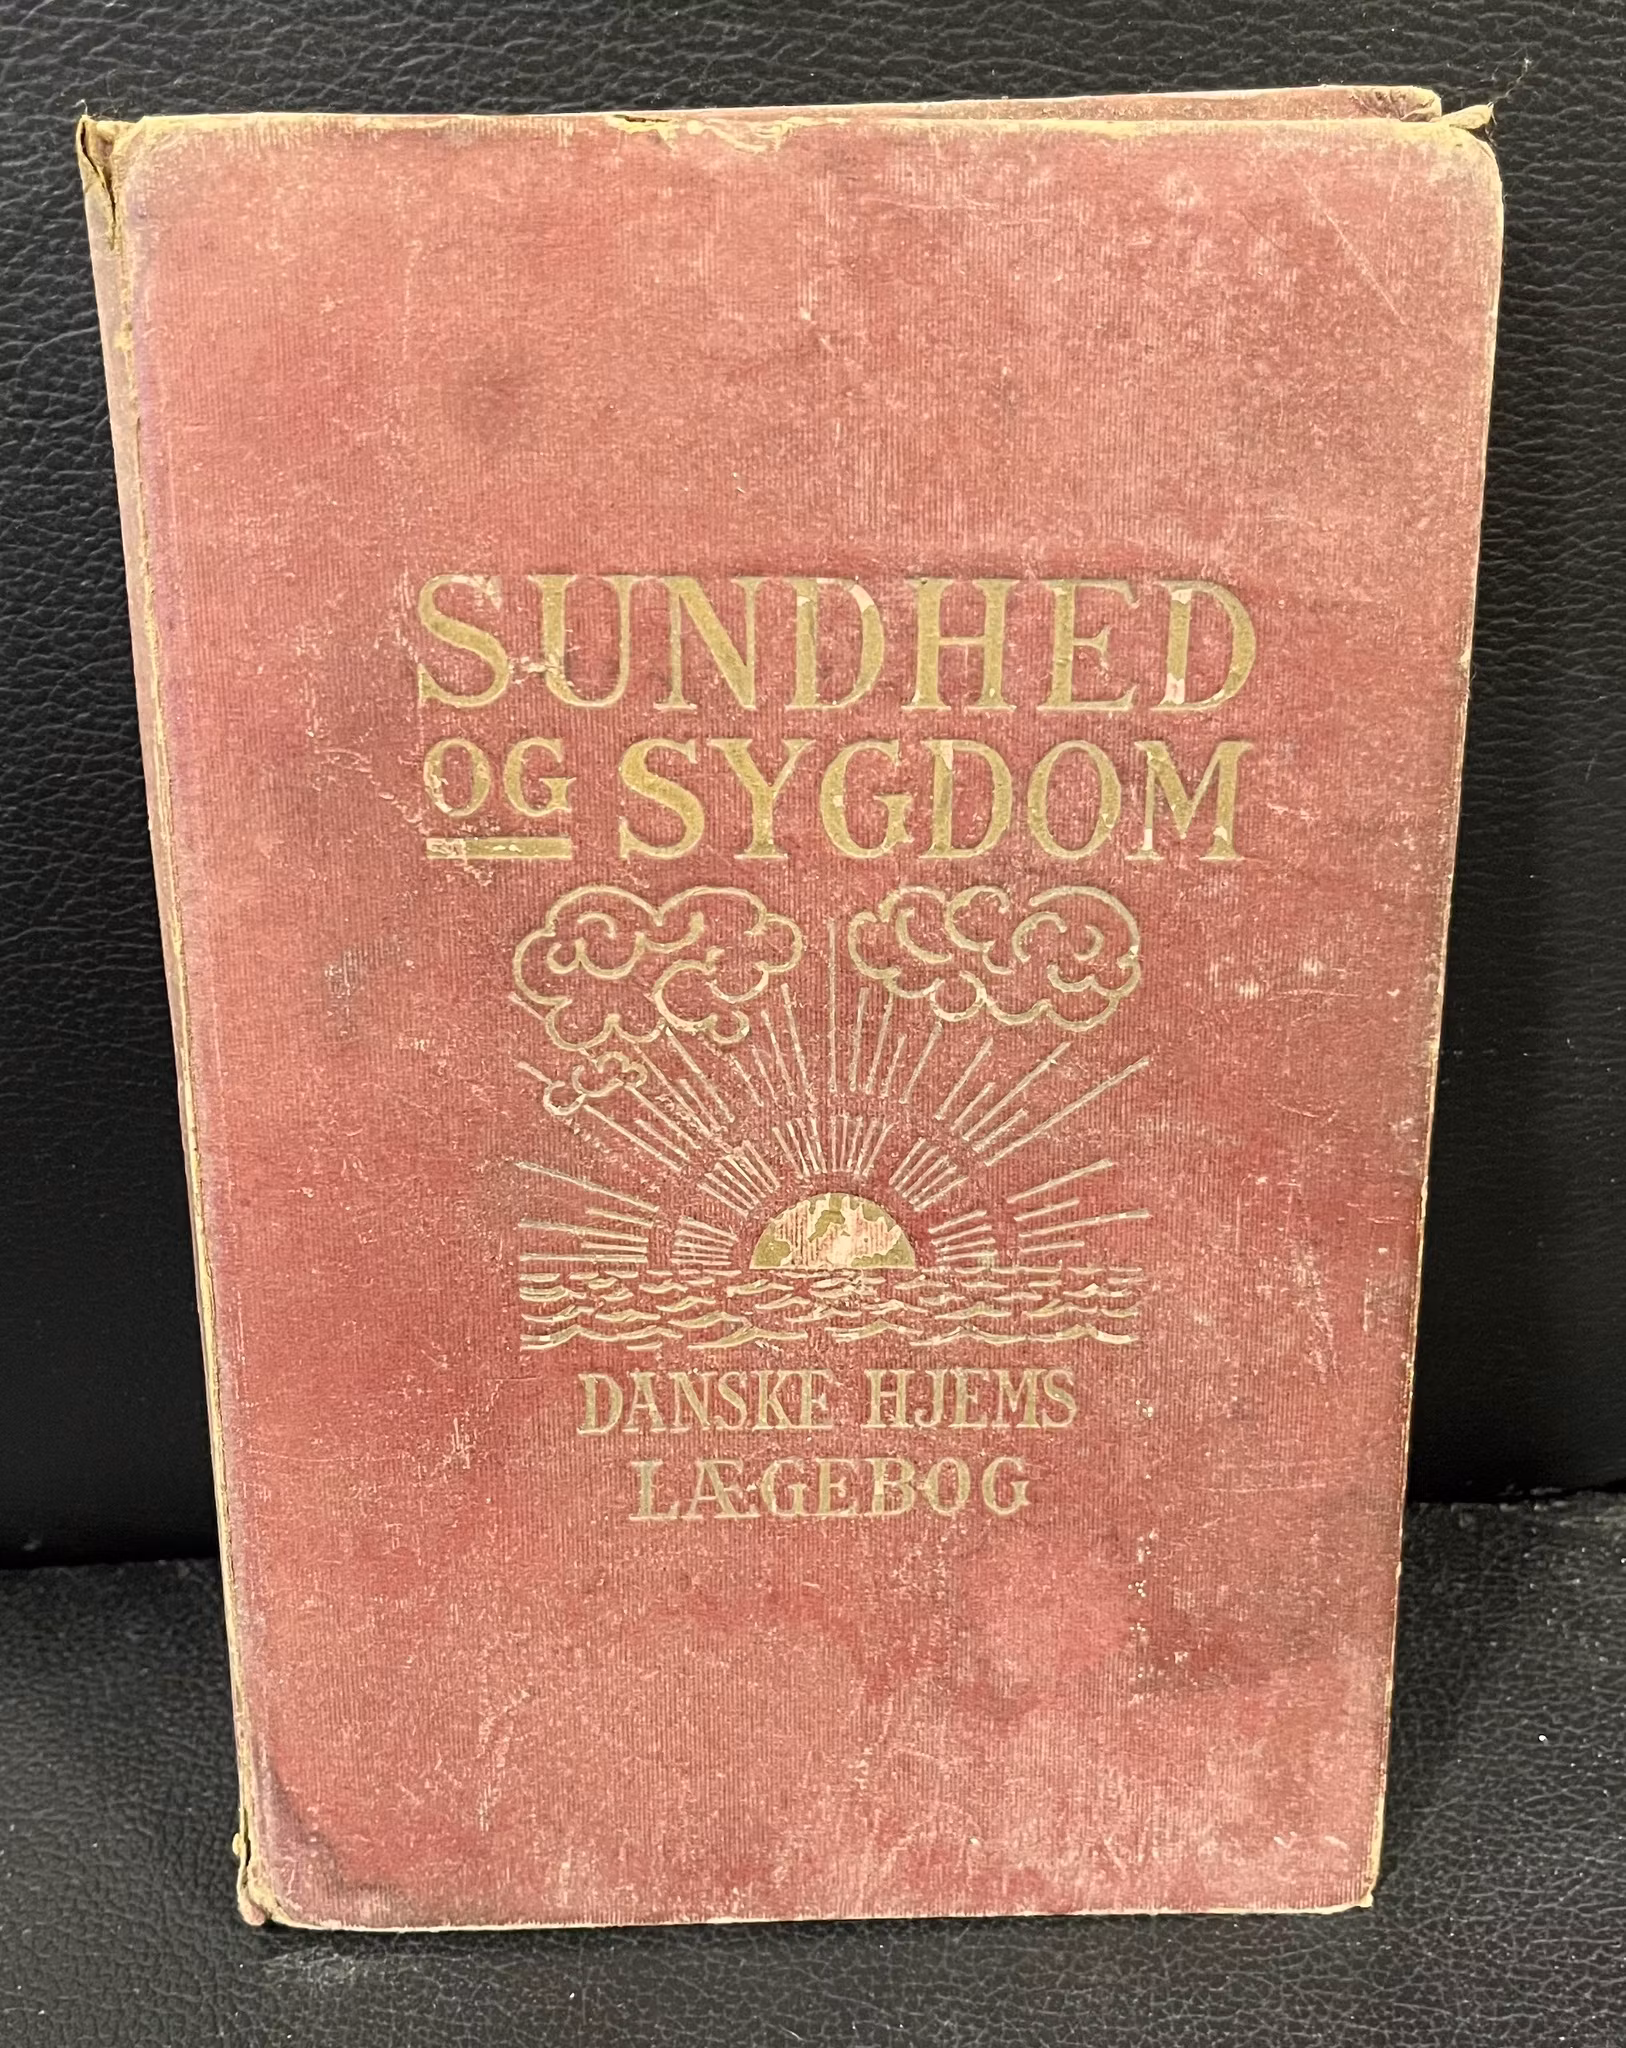 SUNDHED
OG SYGDOM
DANSKE HJEMS
LÆGEBOG